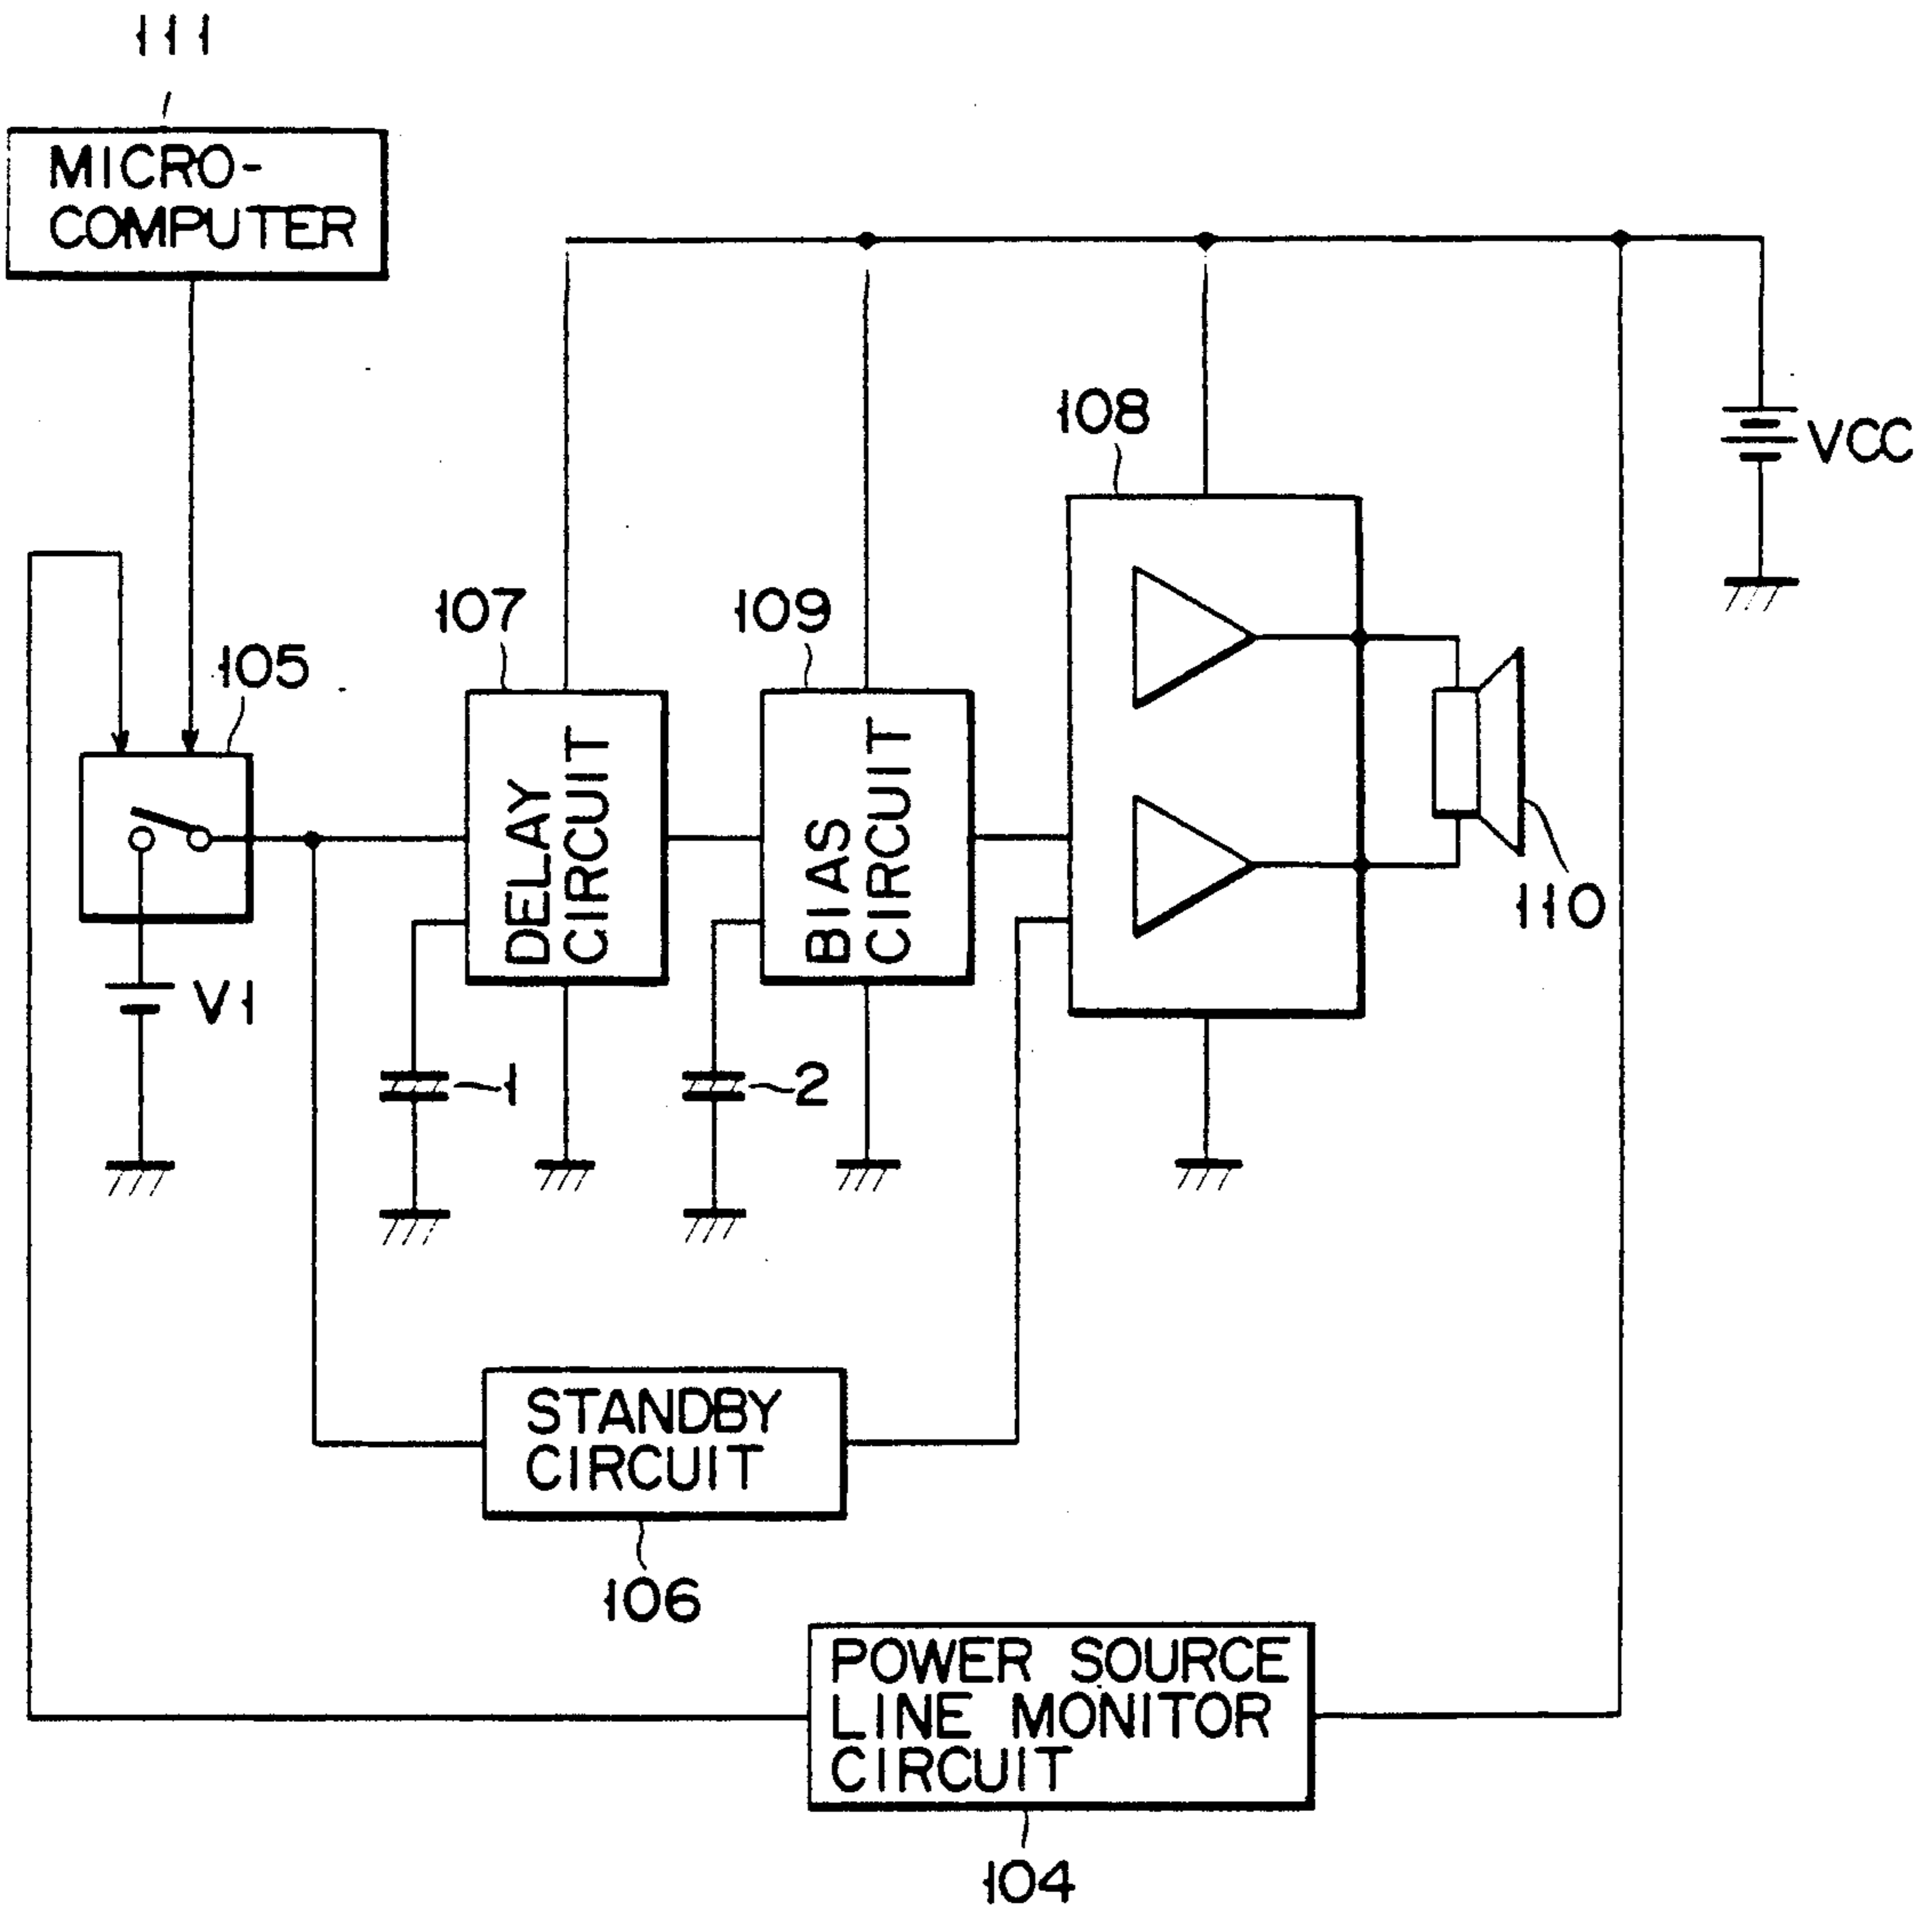 111
MICRO-
COMPUTER
108
VCC
107
109
105
DELAY
CIRCUIT
BIAS
CIRCUIT
110
V1
1
2
STANDBY
CIRCUIT
106
POWER SOURCE
LINE MONITOR
CIRCUIT
104